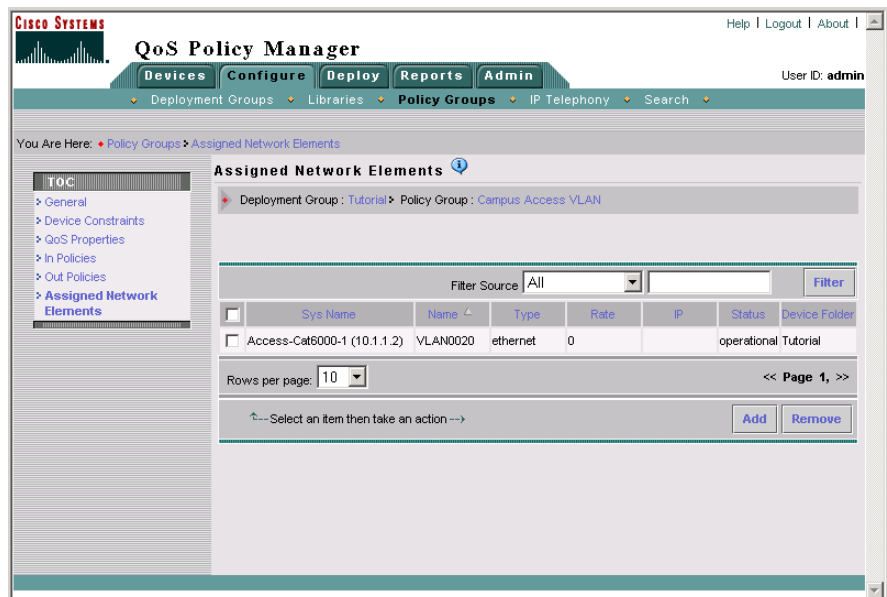 CISCO SYSTEMS
Help | Logout | About |
QoS Policy Manager
Devices Configure Deploy Reports Admin
User ID: admin
Deployment Groups Libraries Policy Groups IP Telephony Search
You Are Here: Policy Groups > Assigned Network Elements
TOC
General
Device Constraints
QoS Properties
In Policies
Out Policies
Assigned Network
Elements
Assigned Network Elements
Deployment Group : Tutorial > Policy Group : Campus Access VLAN
Filter Source All Filter
Sys Name Name Type Rate IP Status Device Folder
Access-Cat6000-1 (10.1.1.2) VLAN0020 ethernet 0 operational Tutorial
Rows per page: 10 << Page 1, >>
--Select an item then take an action--> Add Remove